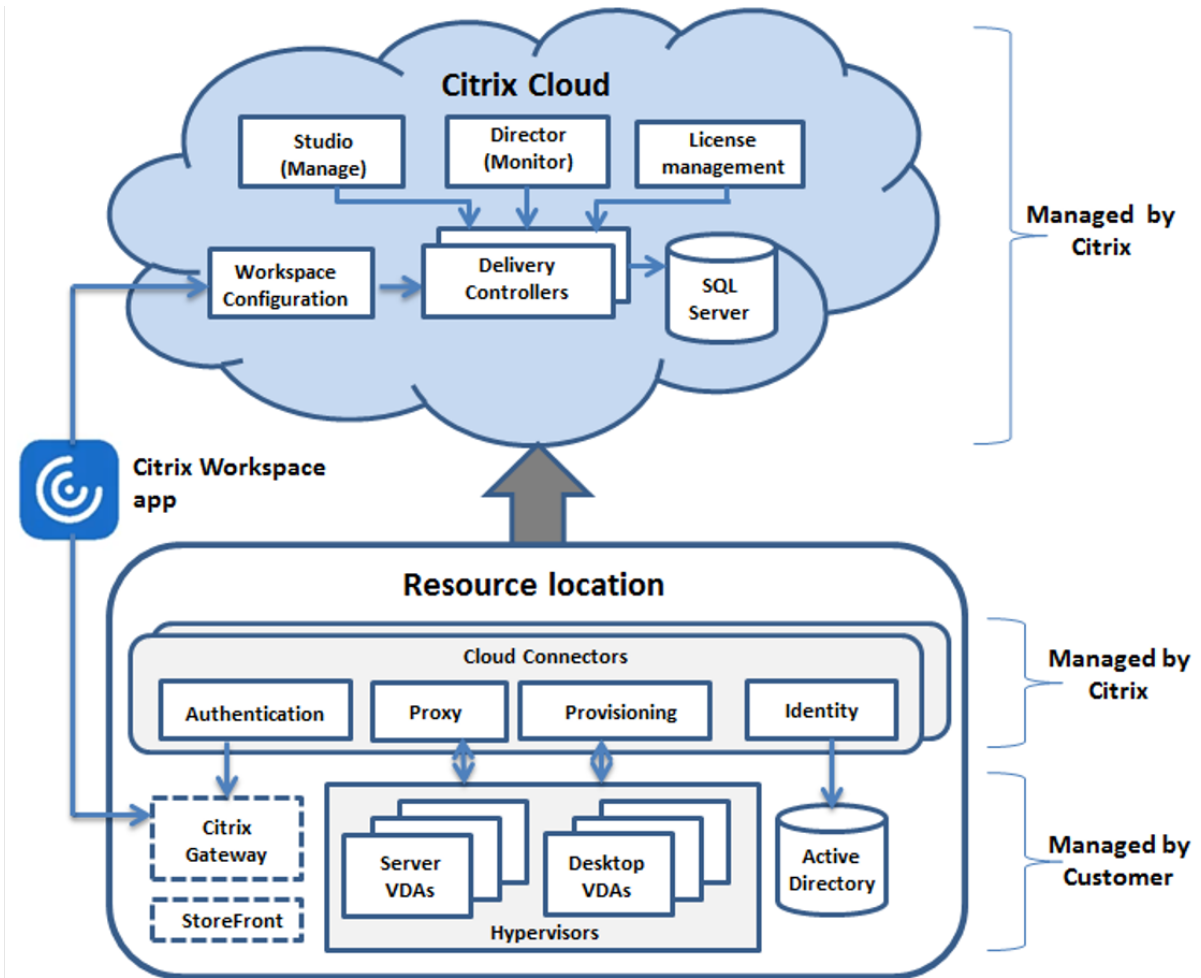 Citrix Cloud
Studio
(Manage)
Director
(Monitor)
License
management
Managed by
Citrix
Workspace
Configuration
Delivery
Controllers
SQL
Server
Citrix Workspace
app
Resource location
Cloud Connectors
Authentication
Proxy
Provisioning
Identity
Managed by
Citrix
Citrix
Gateway
StoreFront
Server
VDAs
Desktop
VDAs
Hypervisors
Active
Directory
Managed by
Customer